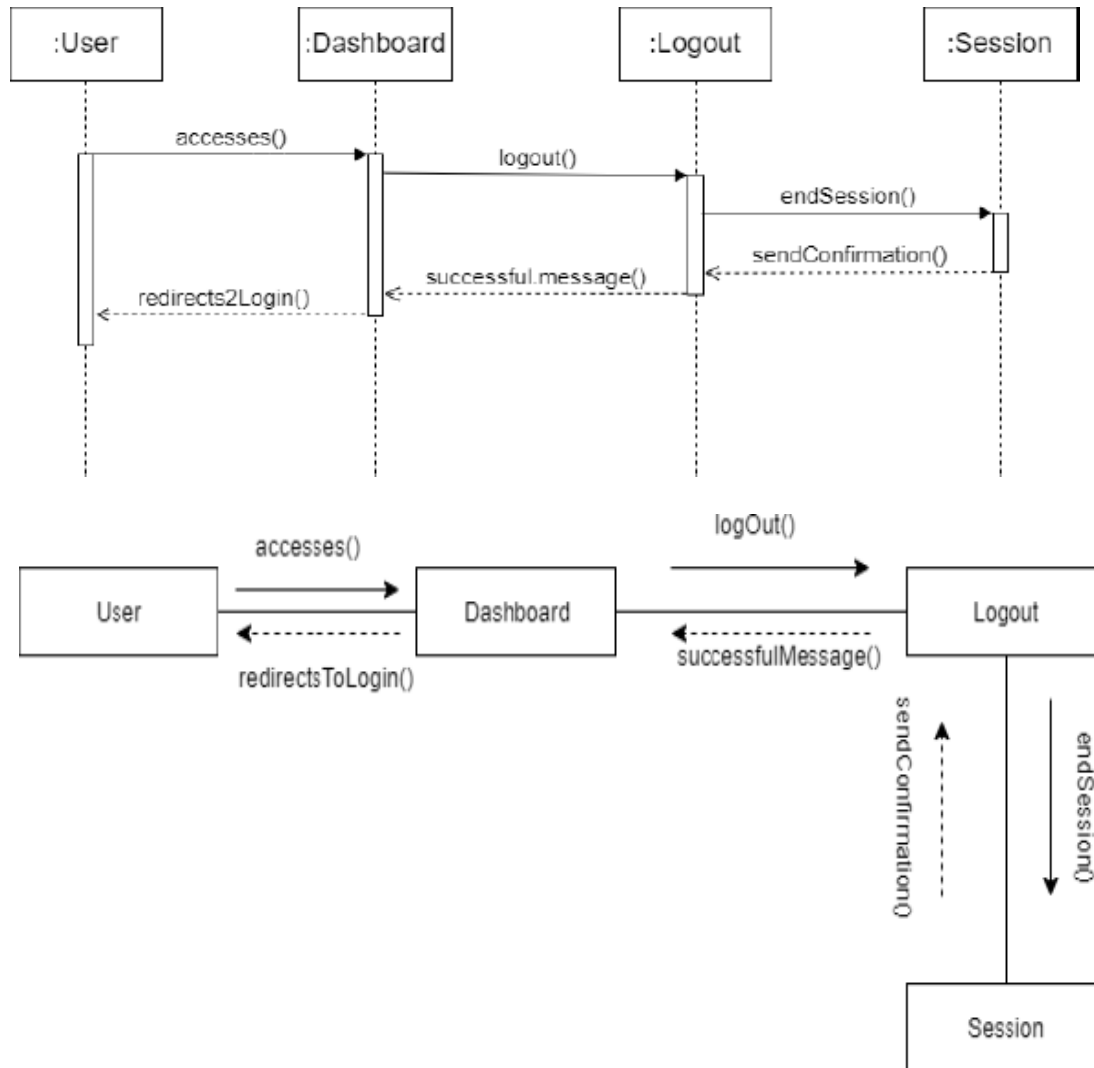 :User
:Dashboard
:Logout
:Session
accesses()
logout()
endSession()
sendConfirmation()
successful.message()
redirects2Login()
logOut()
accesses()
User
Dashboard
Logout
successfulMessage()
redirectsToLogin()
sendConfirmation()
endSession()
Session